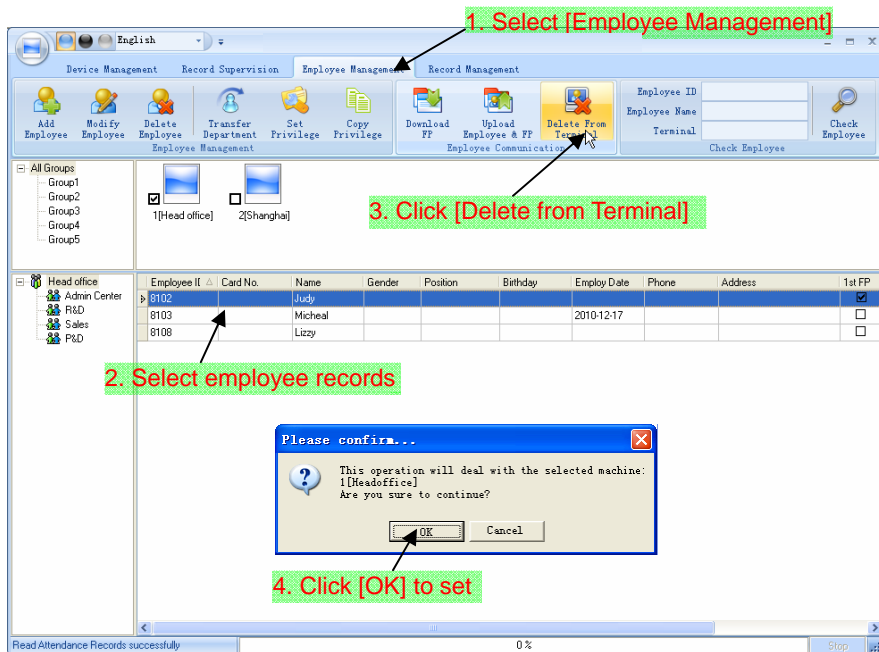 1. Select [Employee Management]
English
Device Management Record Supervision Employee Management Record Management
Add Employee
Modify Employee
Delete Employee
Transfer Department
Set Privilege
Copy Privilege
Employee Management
Download FP
Upload Employee & FP
Delete From Terminal
Employee Communication
Employee ID
Employee Name
Terminal
Check Employee
Check Employee
All Groups
Group1
Group2
Group3
Group4
Group5
1[Head office] 2[Shanghai]
3. Click [Delete from Terminal]
Head office
Admin Center
R&D
Sales
P&D
Employee I[ Card No. Name Gender Position Birthday Employ Date Phone Address 1st FP
8102 Judy
8103 Micheal 2010-12-17
8108 Lizzy
2. Select employee records
Please confirm...
This operation will deal with the selected machine:
1[Headoffice]
Are you sure to continue?
OK Cancel
4. Click [OK] to set
Read Attendance Records successfully 0 % Stop